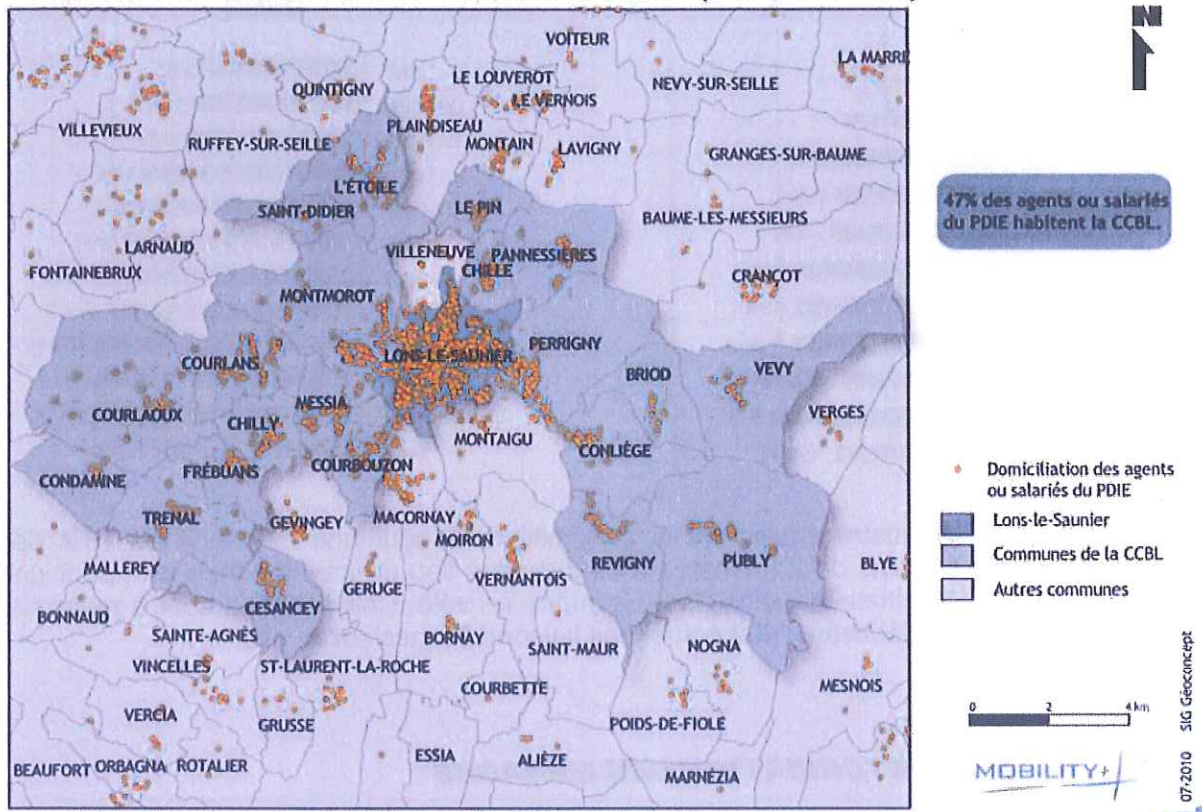 N
VOITEUR
LA MARRE
LE LOUVEROT
NEVY-SUR-SEILLE
QUINTIGNY
LE VERNOIS
VILLEVIEUX
PLAINOISEAU
RUFFEY-SUR-SEILLE
MONTAIN
LAVIGNY
GRANGES-SUR-BAUME
L'ÉTOILE
47% des agents ou salariés
du PDIE habitent la CCBL.
SAINT-DIDIER
LE PIN
BAUME-LES-MESSIEURS
LARNAUD
VILLENEUVE
PANNESSIÈRES
FONTAINEBRUX
CHILLE
CRANÇOT
MONTMOROT
PERRIGNY
LONS-LE-SAUNIER
COURLANS
BRIOD
VEVY
MESSIA
COURLAOUX
VERGES
CHILLY
MONTAIGU
CONLIÈGE
COURBOUZON
FRÉBUANS
CONDAMINE
Domiciliation des agents
ou salariés du PDIE
MACORNAY
TRENAL
GEVINGEY
Lons-le-Saunier
MOIRON
Communes de la CCBL
REVIGNY
PUBLY
BLYE
MALLEREY
VERNANTOIS
GERUGE
Autres communes
CESANCEY
BONNAUD
SAINTE-AGNÈS
BORNAY
SAINT-MAUR
NOGNA
VINCELLES
ST-LAURENT-LA-ROCHE
COURBETTE
MESNOIS
VERCIA
GRUSSE
POIDS-DE-FIOLE
0 2 4 km
ESSIA
ALIÈZE
BEAUFORT
ORBAGNA
ROTALIER
MARNÉZIA
MOBILITY+
07-2010 SIG Géoconcept